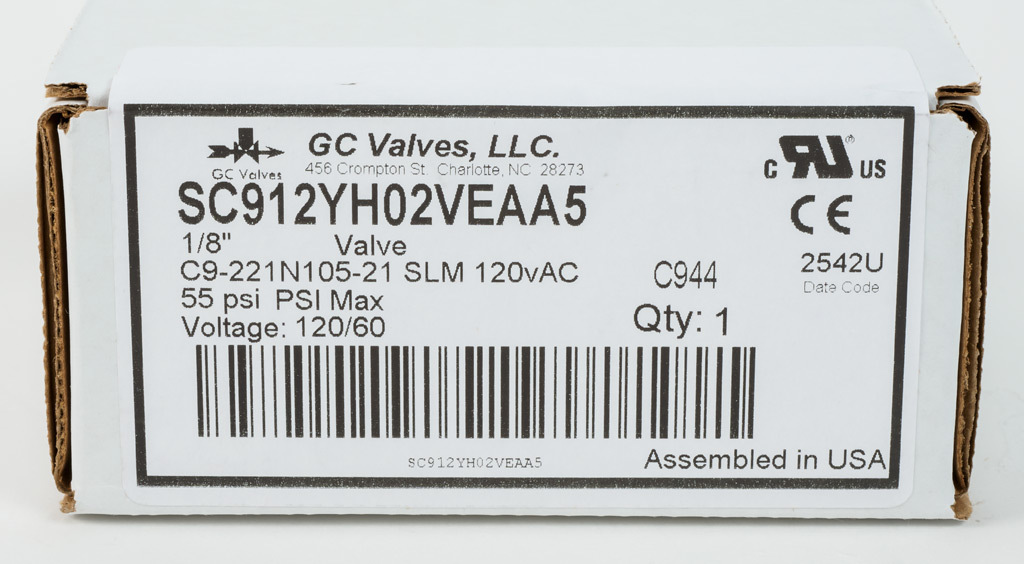 GC Valves, LLC.
456 Crompton St. Charlotte, NC 28273
GC Valves
C RU ® US
CE
SC912YH02VEAA5
1/8" Valve
C9-221N105-21 SLM 120vAC
C944
2542U
Date Code
55 psi PSI Max
Voltage: 120/60
Qty: 1
SC912YH02VEAA5
Assembled in USA